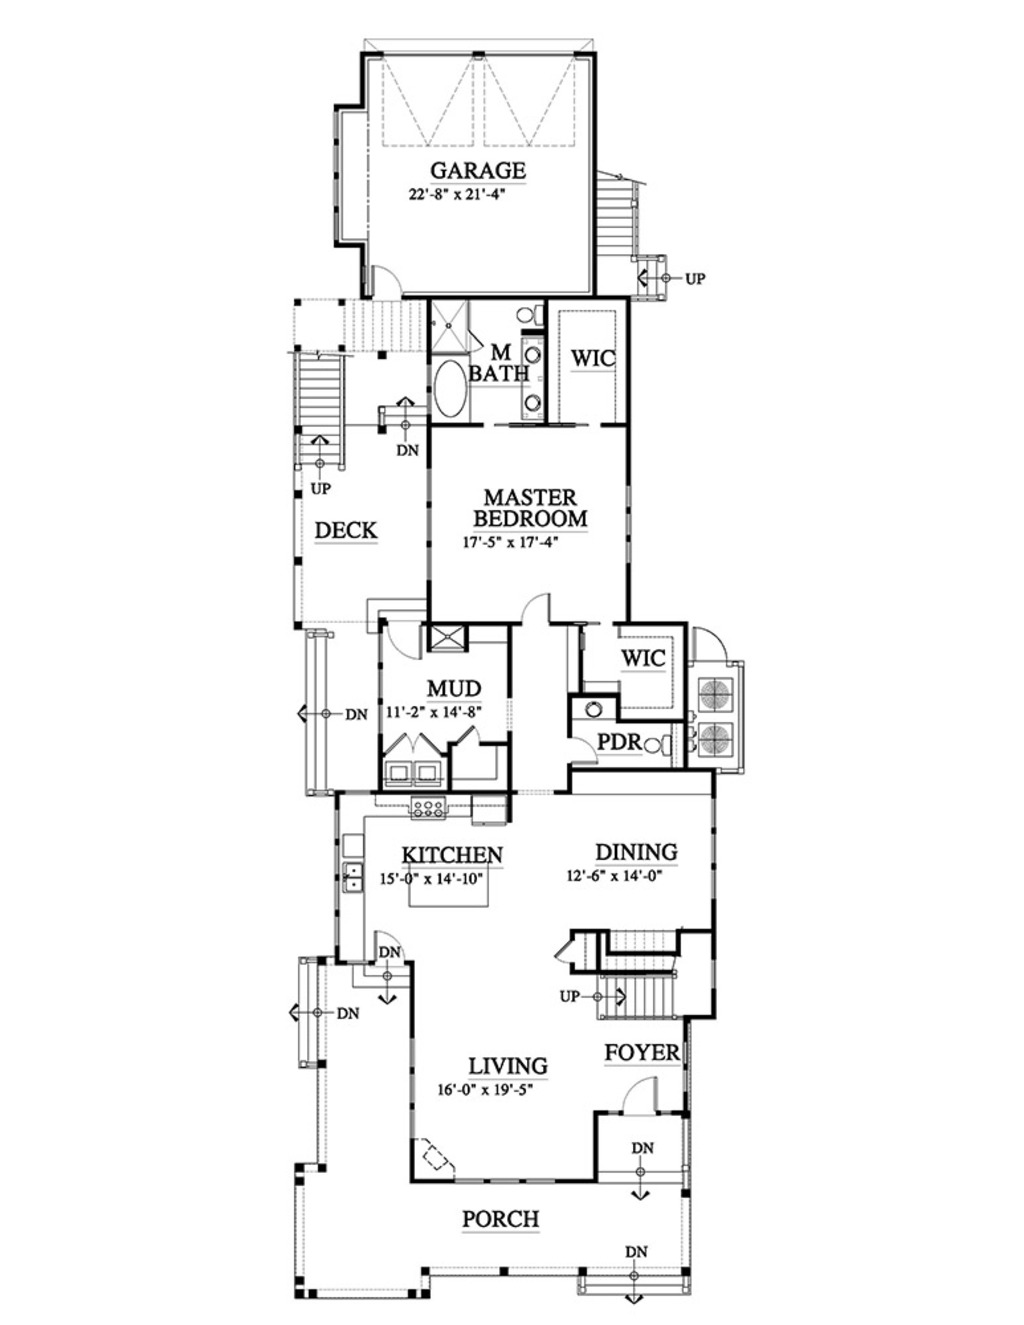 GARAGE
22'-8" x 21'-4"
UP
M
BATH
WIC
DN
UP
MASTER
BEDROOM
17'-5" x 17'-4"
DECK
WIC
MUD
11'-2" x 14'-8"
DN
PDR
KITCHEN
15'-0" x 14'-10"
DINING
12'-6" x 14'-0"
DN
UP
DN
FOYER
LIVING
16'-0" x 19'-5"
DN
PORCH
DN